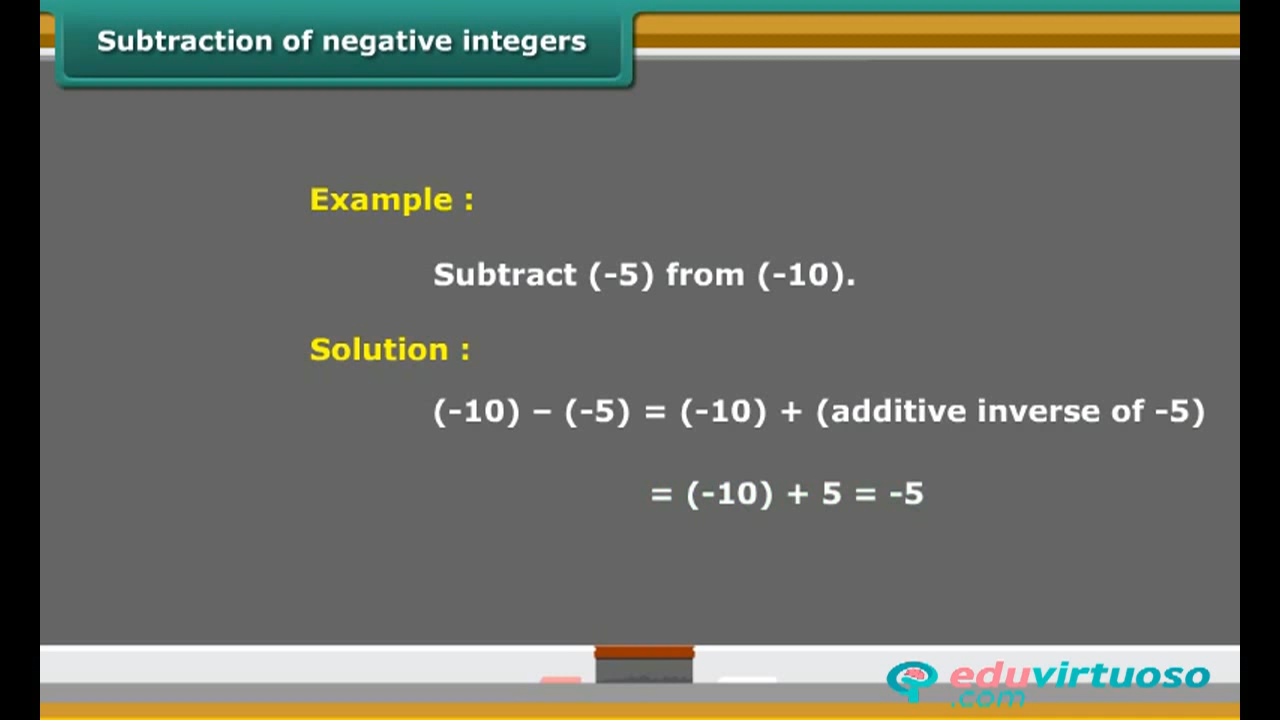 Subtraction of negative integers
Example :
Subtract (-5) from (-10).
Solution :
(-10) – (-5) = (-10) + (additive inverse of -5)
= (-10) + 5 = -5
eduvirtuoso
.com